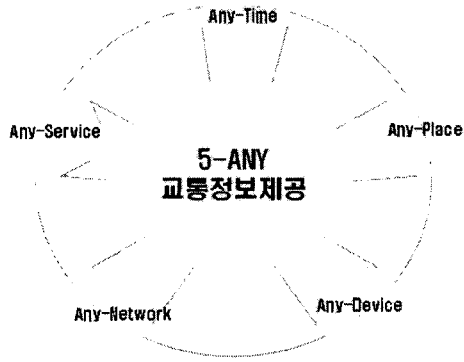 Any-Time
Any-Service
Any-Place
5-ANY
교통정보제공
Any-Network
Any-Device